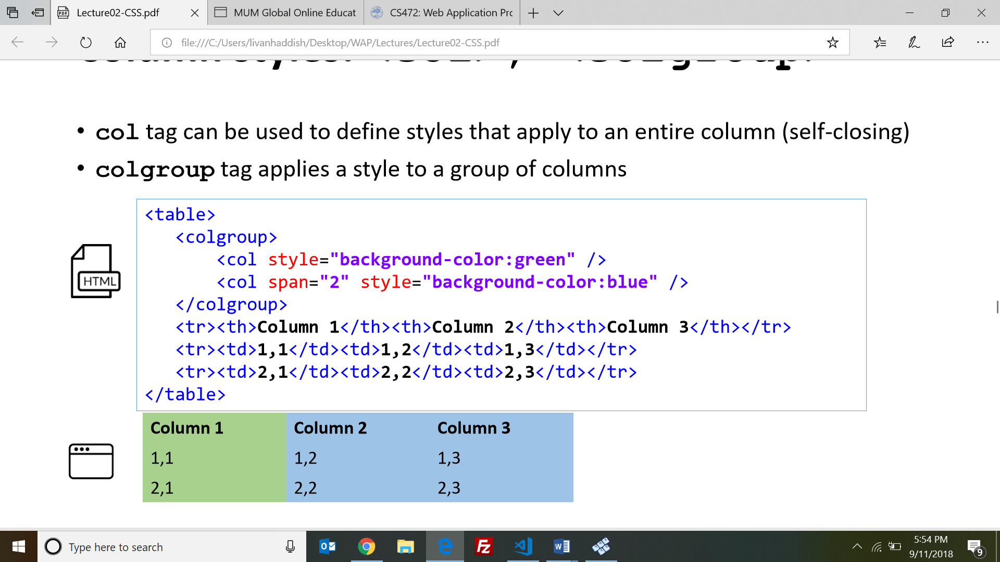 Lecture02-CSS.pdf
MUM Global Online Educat
CS472: Web Application Prc
file:///C:/Users/livanhaddish/Desktop/WAP/Lectures/Lecture02-CSS.pdf
• col tag can be used to define styles that apply to an entire column (self-closing)
• colgroup tag applies a style to a group of columns
<table>
<colgroup>
<col style="background-color:green" />
<col span="2" style="background-color:blue" />
</colgroup>
<tr><th>Column 1</th><th>Column 2</th><th>Column 3</th></tr>
<tr><td>1,1</td><td>1,2</td><td>1,3</td></tr>
<tr><td>2,1</td><td>2,2</td><td>2,3</td></tr>
</table>
HTML
Column 1 Column 2 Column 3
1,1 1,2 1,3
2,1 2,2 2,3
Type here to search
5:54 PM
9/11/2018
9